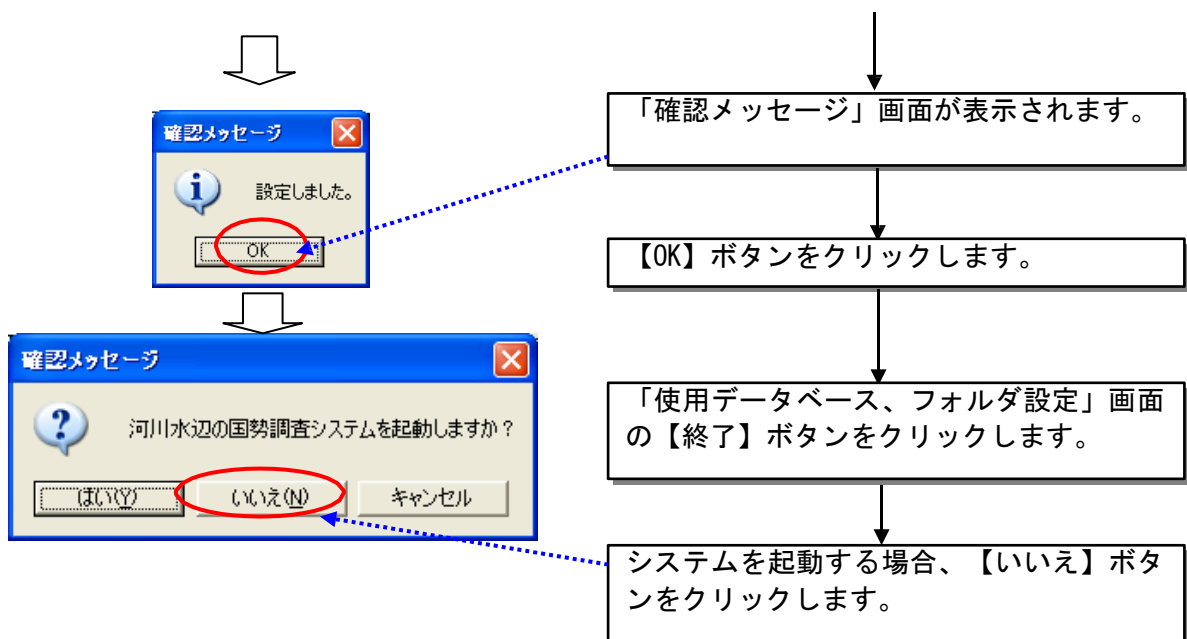 確認メッセージ
設定しました。
OK
確認メッセージ
河川水辺の国勢調査システムを起動しますか？
はい(Y)
いいえ(N)
キャンセル
「確認メッセージ」画面が表示されます。
【OK】ボタンをクリックします。
「使用データベース、フォルダ設定」画面
の【終了】ボタンをクリックします。
システムを起動する場合、【いいえ】ボタ
ンをクリックします。